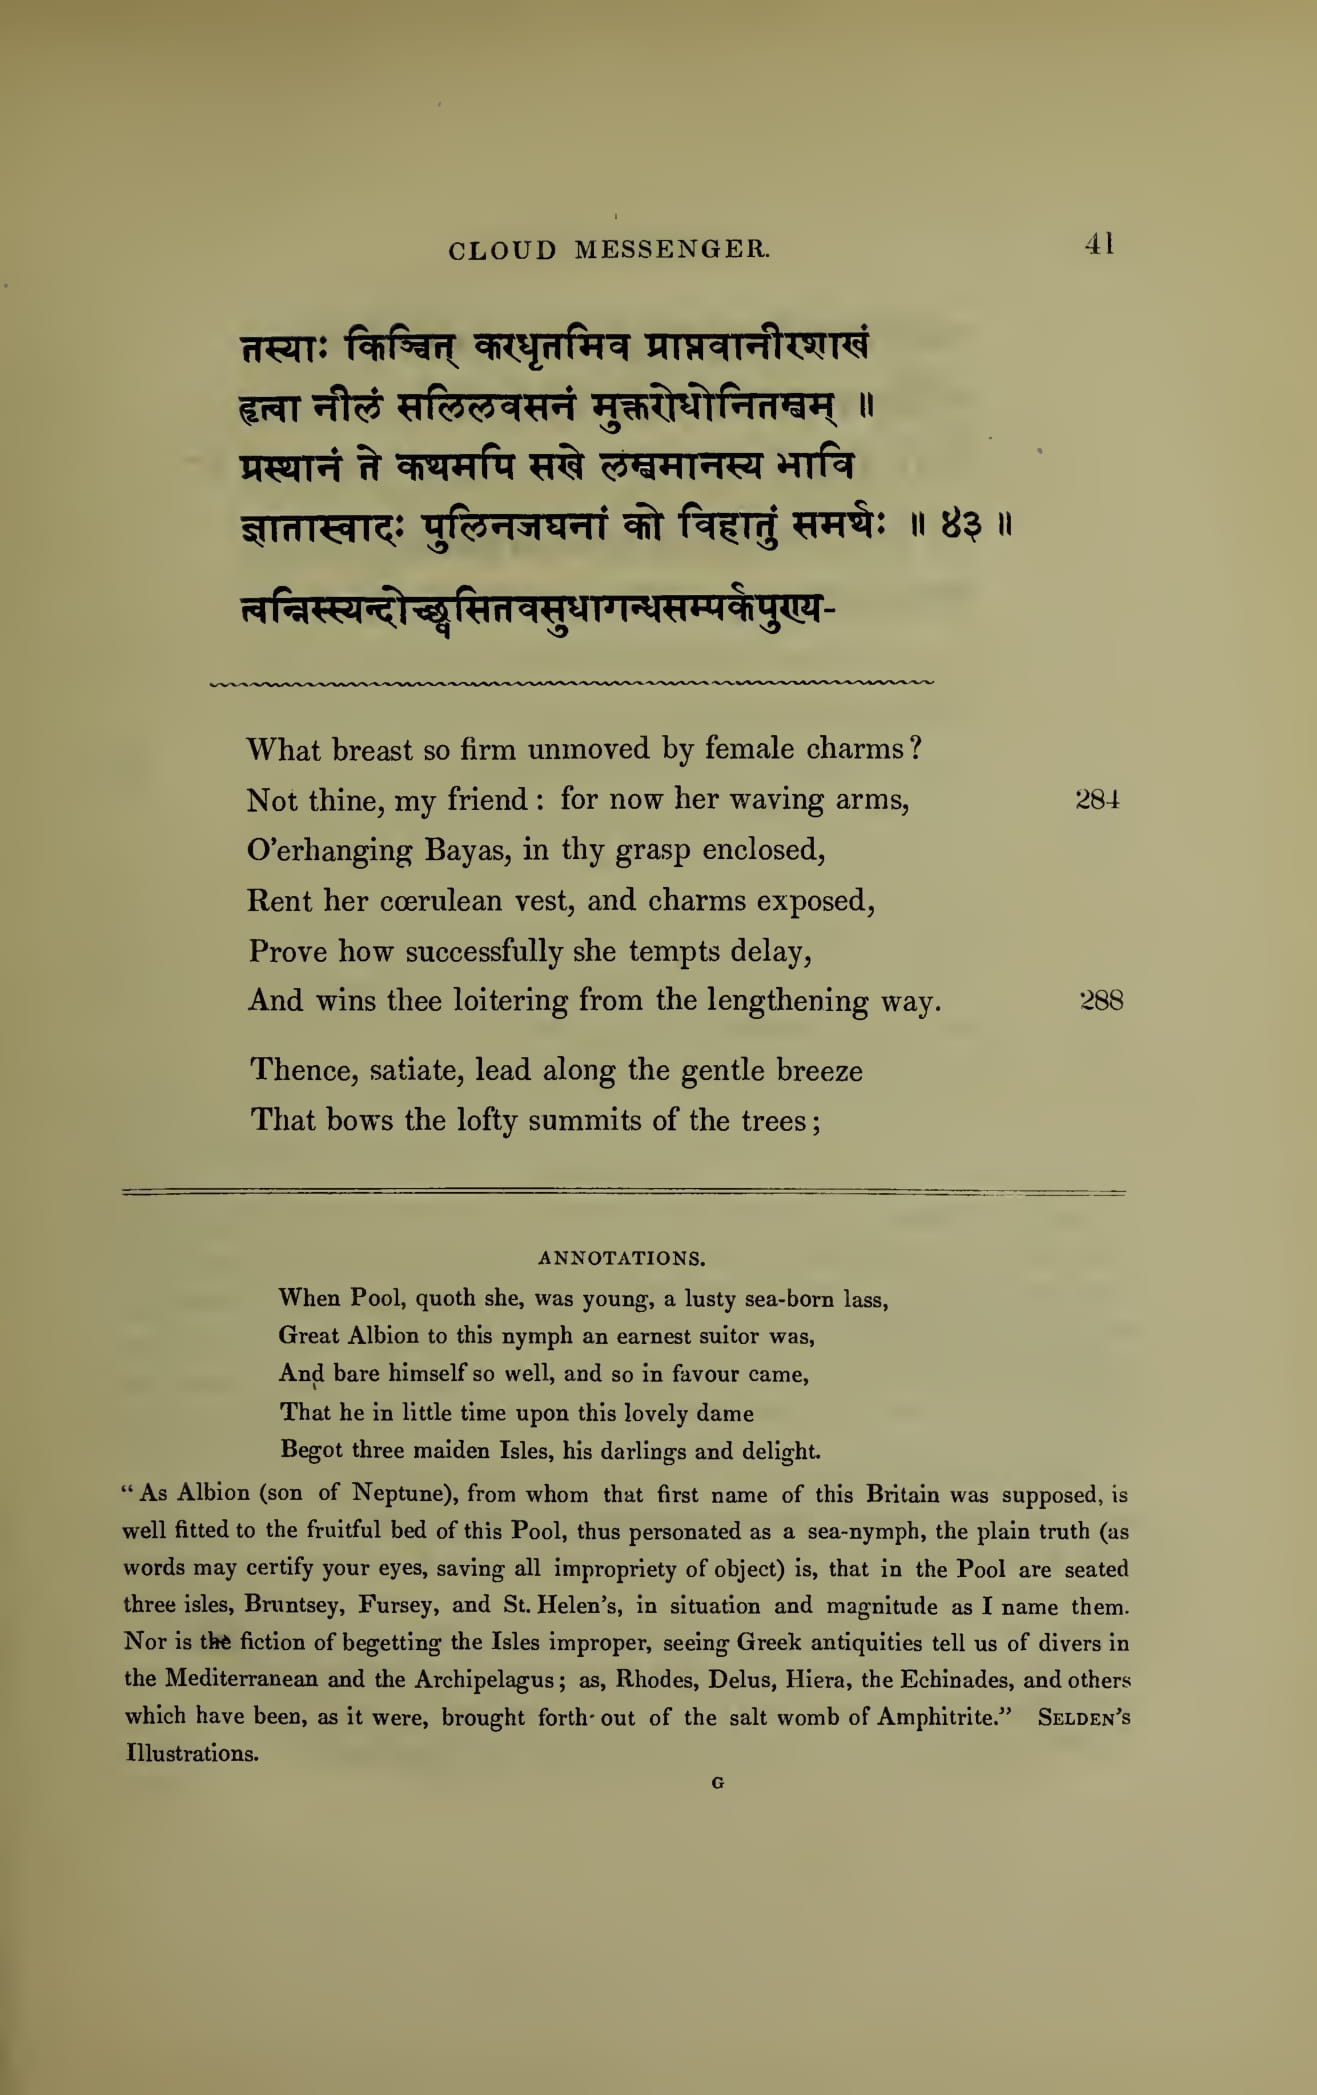 CLOUD MESSENGER. 41
तस्याः किञ्चित् करधृतमिव प्राप्तवानीरशाखं
हृत्वा नीलं सलिलवसनं मुक्तरोधोनितम्बम् ॥
प्रस्थानं ते कथमपि सखे लम्बमानस्य भावि
ज्ञातास्वादः पुलिनजघनां को विहातुं समर्थः ॥ ४३ ॥
त्वन्निस्स्यन्दोच्छ्वसितवसुधागन्धसम्पर्कपुण्य-
What breast so firm unmoved by female charms?
Not thine, my friend : for now her waving arms, 284
O'erhanging Bayas, in thy grasp enclosed,
Rent her cœrulean vest, and charms exposed,
Prove how successfully she tempts delay,
And wins thee loitering from the lengthening way. 288
Thence, satiate, lead along the gentle breeze
That bows the lofty summits of the trees;
ANNOTATIONS.
When Pool, quoth she, was young, a lusty sea-born lass,
Great Albion to this nymph an earnest suitor was,
And bare himself so well, and so in favour came,
That he in little time upon this lovely dame
Begot three maiden Isles, his darlings and delight.
"As Albion (son of Neptune), from whom that first name of this Britain was supposed, is
well fitted to the fruitful bed of this Pool, thus personated as a sea-nymph, the plain truth (as
words may certify your eyes, saving all impropriety of object) is, that in the Pool are seated
three isles, Bruntsey, Fursey, and St. Helen's, in situation and magnitude as I name them.
Nor is the fiction of begetting the Isles improper, seeing Greek antiquities tell us of divers in
the Mediterranean and the Archipelagus; as, Rhodes, Delus, Hiera, the Echinades, and others
which have been, as it were, brought forth out of the salt womb of Amphitrite." SELDEN's
Illustrations.
G